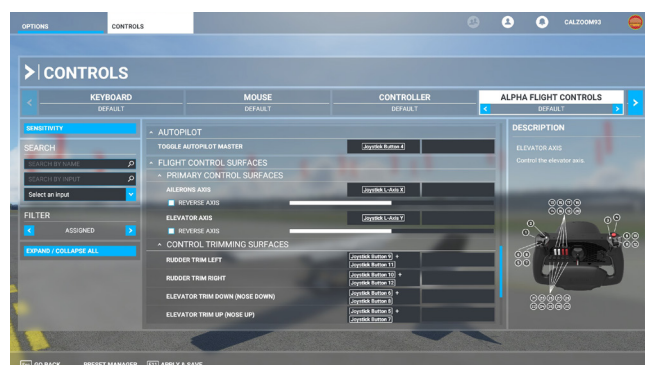 OPTIONS
CONTROLS
CALZOOM93
CONTROLS
KEYBOARD
DEFAULT
MOUSE
DEFAULT
CONTROLLER
DEFAULT
ALPHA FLIGHT CONTROLS
DEFAULT
SENSITIVITY
SEARCH
SEARCH BY NAME
SEARCH BY INPUT
Select an input
FILTER
ASSIGNED
EXPAND / COLLAPSE ALL
AUTOPILOT
TOGGLE AUTOPILOT MASTER
Joystick Button 4
FLIGHT CONTROL SURFACES
PRIMARY CONTROL SURFACES
AILERONS AXIS
Joystick L-Axis X
REVERSE AXIS
ELEVATOR AXIS
Joystick L-Axis Y
REVERSE AXIS
CONTROL TRIMMING SURFACES
RUDDER TRIM LEFT
Joystick Button 9 +
Joystick Button 11
RUDDER TRIM RIGHT
Joystick Button 10 +
Joystick Button 12
ELEVATOR TRIM DOWN (NOSE DOWN)
Joystick Button 6 +
Joystick Button 8
ELEVATOR TRIM UP (NOSE UP)
Joystick Button 5 +
Joystick Button 7
DESCRIPTION
ELEVATOR AXIS
Control the elevator axis.
GO BACK
PRESET MANAGER
APPLY & SAVE